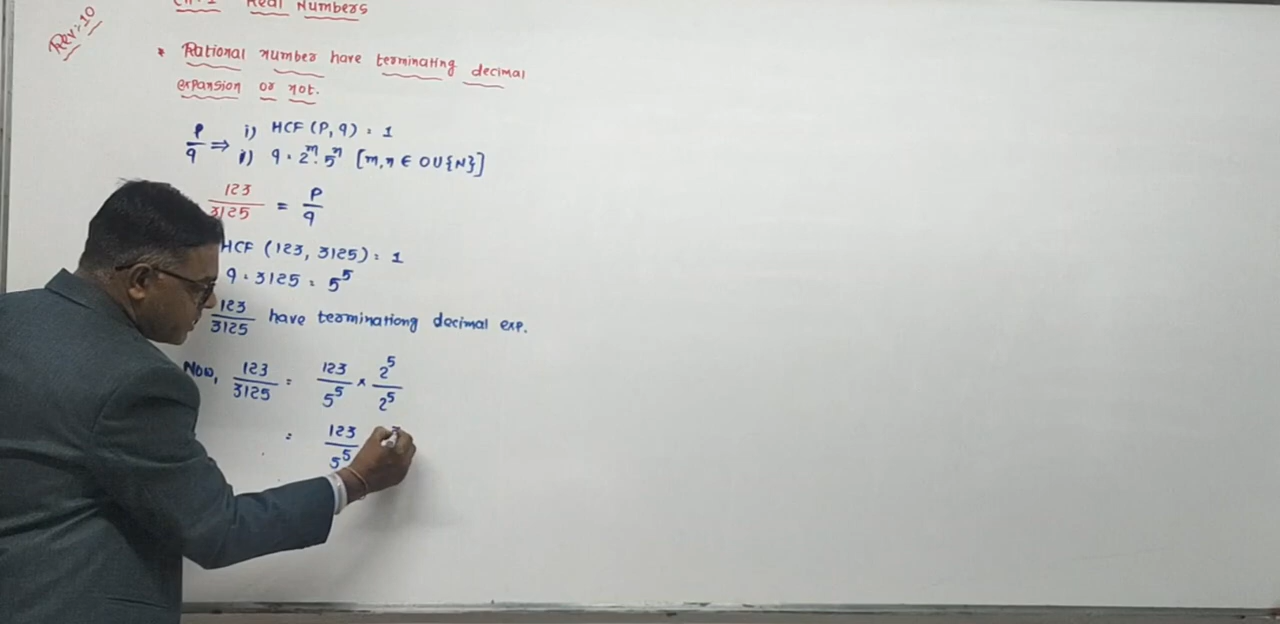 Ch. 1 Real Numbers
Rev:-10
* Rational number have terminating decimal
expansion or not.
P/q ⇒ i) HCF (P, q) = 1
ii) q = 2^m. 5^n [m, n ∈ 0 ∪ {N}]
123/3125 = P/q
HCF (123, 3125) = 1
q = 3125 = 5^5
123/3125 have terminationg decimal exp.
Now, 123/3125 = 123/5^5 × 2^5/2^5
= 123/5^5